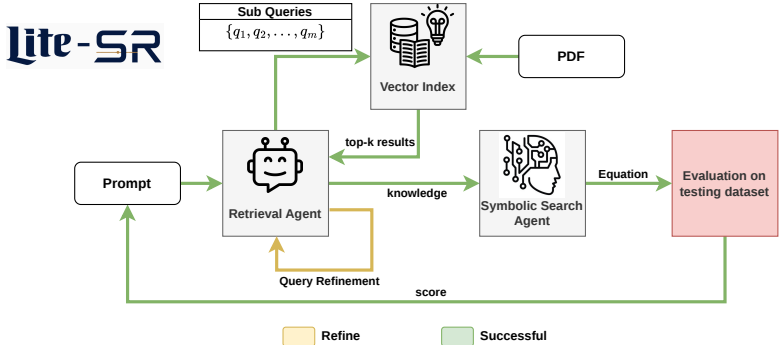 Lite-SR
Sub Queries
{q₁, q₂, . . . , qₘ}
Vector Index
PDF
top-k results
Prompt
Retrieval Agent
knowledge
Symbolic Search
Agent
Equation
Evaluation on
testing dataset
Query Refinement
score
Refine
Successful